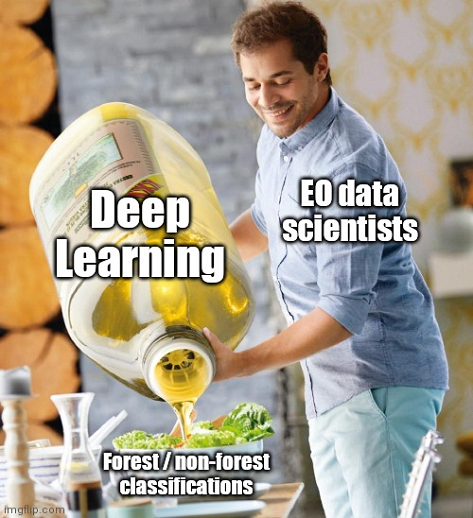 Deep
Learning
EO data
scientists
Forest / non-forest
classifications
imgflip.com